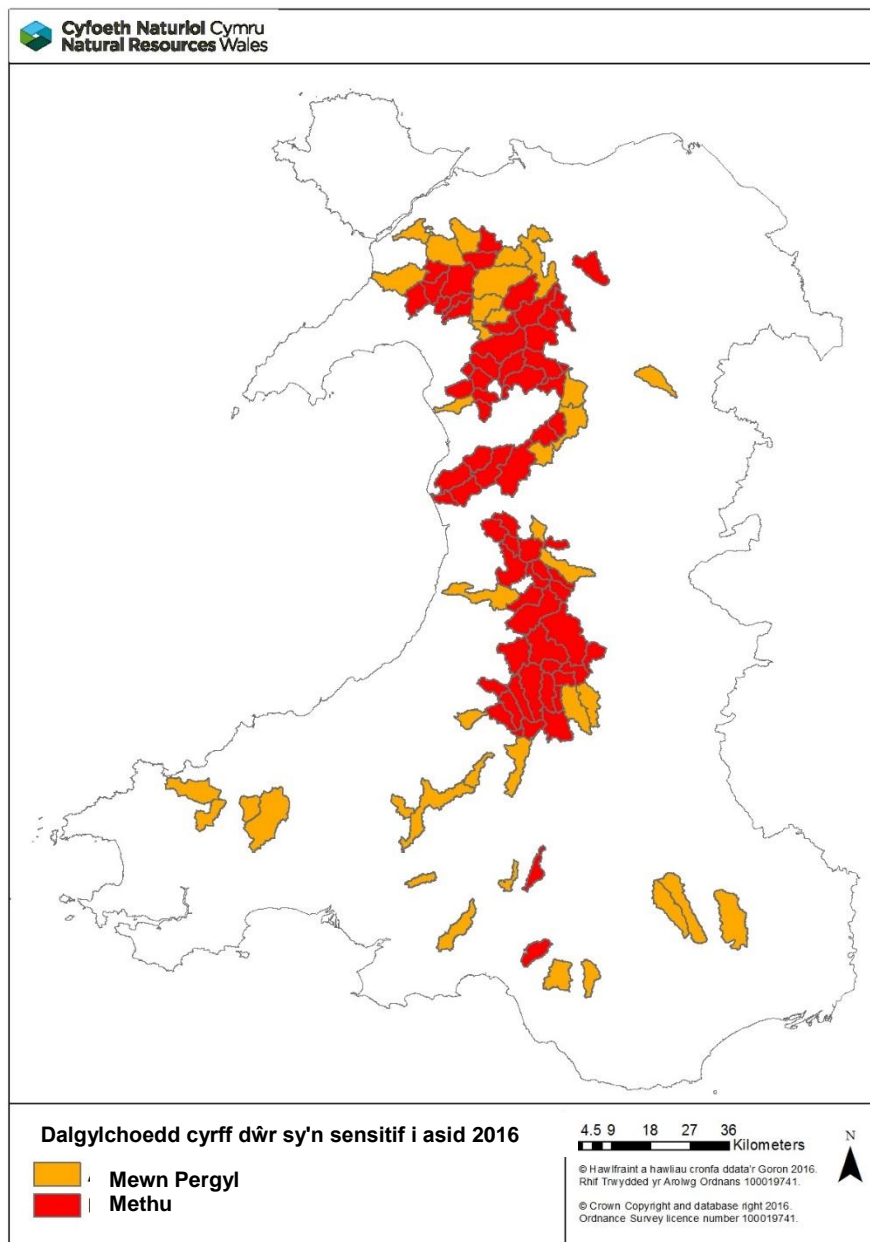 Cyfoeth Naturiol Cymru
Natural Resources Wales
Dalgylchoedd cyrff dŵr sy'n sensitif i asid 2016
Mewn Pergyl
Methu
4.5 9 18 27 36
Kilometers
N
© Hawlfraint a hawliau cronfa ddata'r Goron 2016.
Rhif Trwydded yr Arolwg Ordnans 100019741.
© Crown Copyright and database right 2016.
Ordnance Survey licence number 100019741.